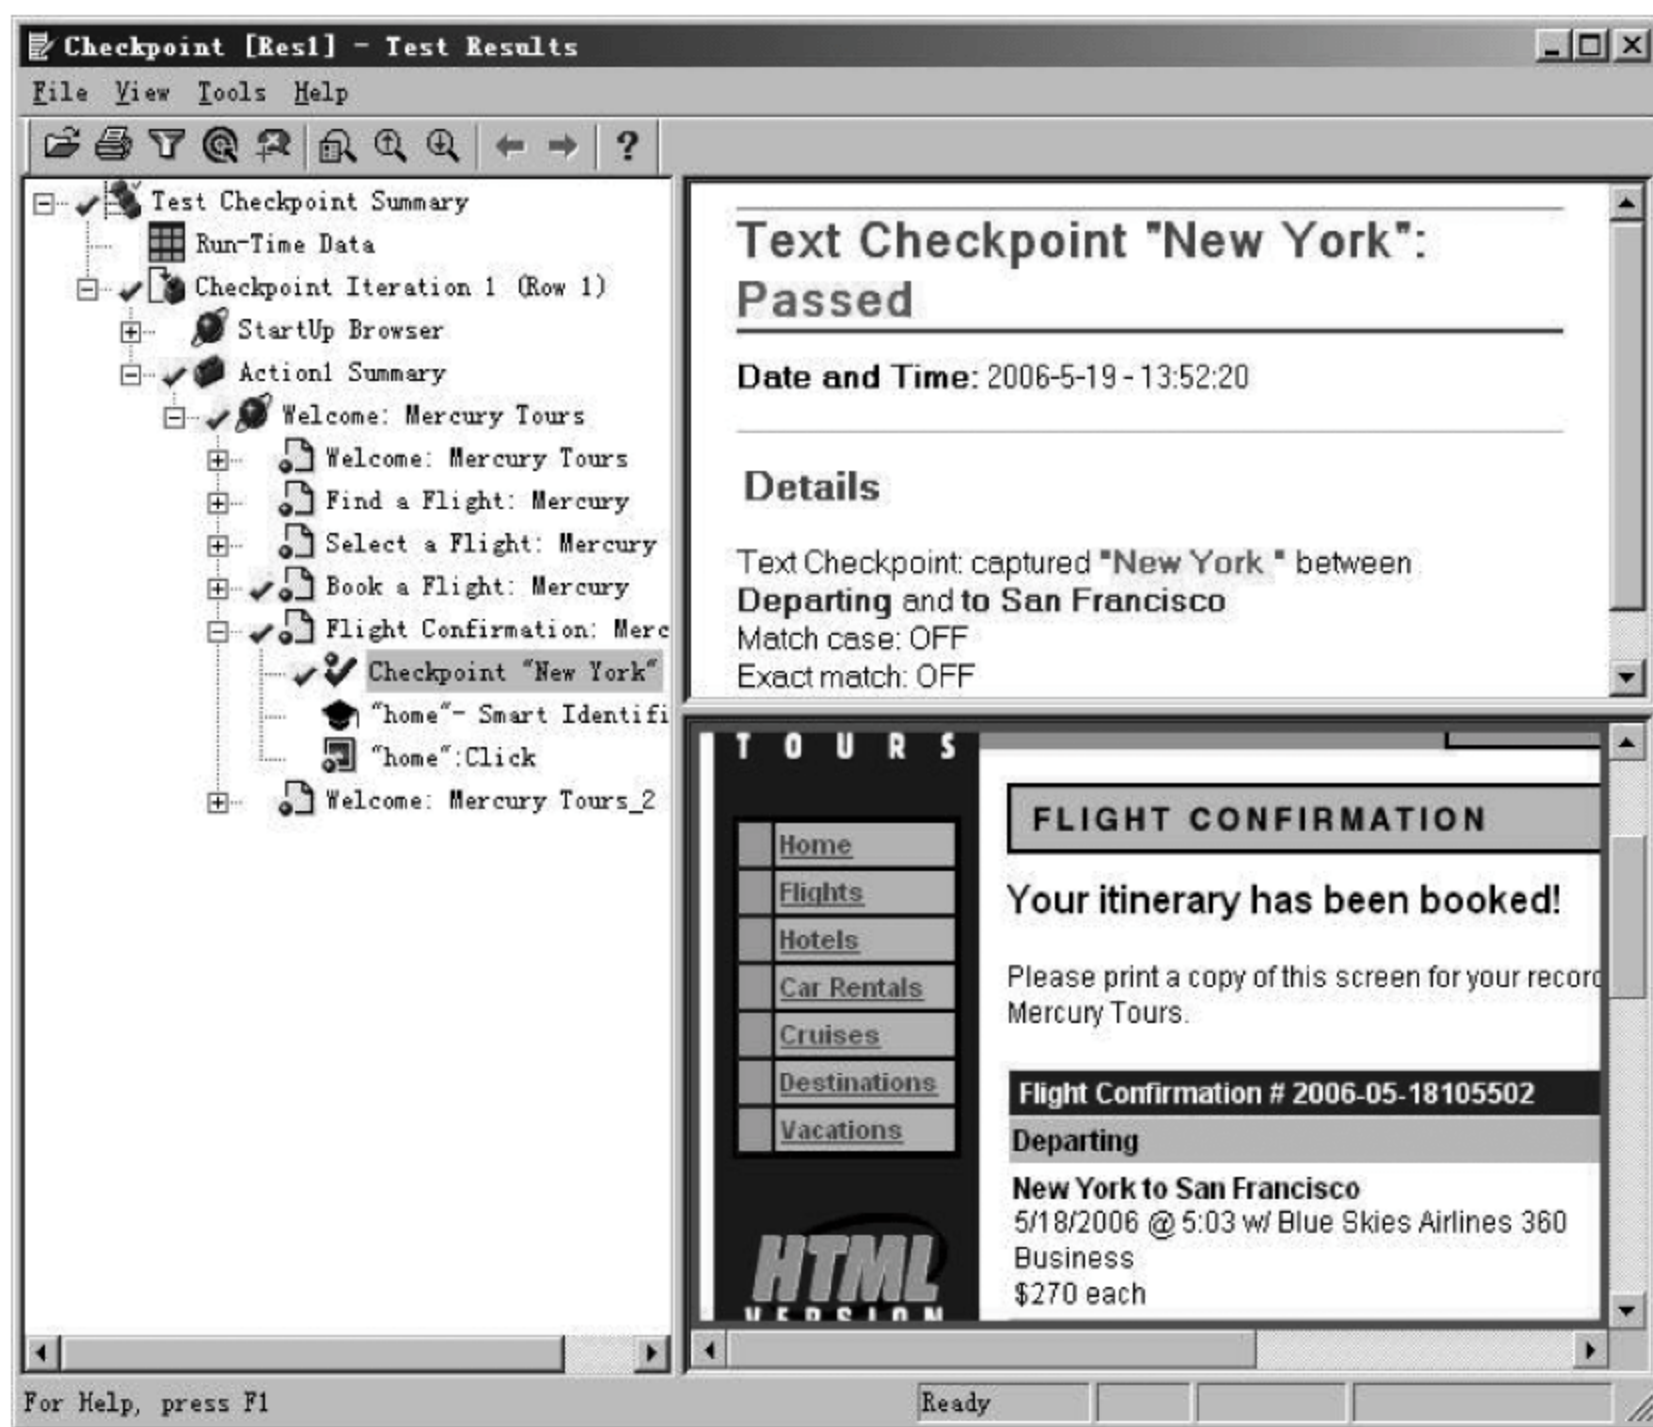 Checkpoint [Res1] - Test Results
File View Tools Help
?
Test Checkpoint Summary
Run-Time Data
Checkpoint Iteration 1 (Row 1)
StartUp Browser
Action1 Summary
Welcome: Mercury Tours
Welcome: Mercury Tours
Find a Flight: Mercury
Select a Flight: Mercury
Book a Flight: Mercury
Flight Confirmation: Merc
Checkpoint "New York"
"home"- Smart Identifi
"home":Click
Welcome: Mercury Tours_2
Text Checkpoint "New York":
Passed
Date and Time: 2006-5-19 - 13:52:20
Details
Text Checkpoint: captured "New York " between
Departing and to San Francisco
Match case: OFF
Exact match: OFF
TOURS
Home
Flights
Hotels
Car Rentals
Cruises
Destinations
Vacations
HTML
VERSION
FLIGHT CONFIRMATION
Your itinerary has been booked!
Please print a copy of this screen for your record
Mercury Tours.
Flight Confirmation # 2006-05-18105502
Departing
New York to San Francisco
5/18/2006 @ 5:03 w/ Blue Skies Airlines 360
Business
$270 each
For Help, press F1
Ready